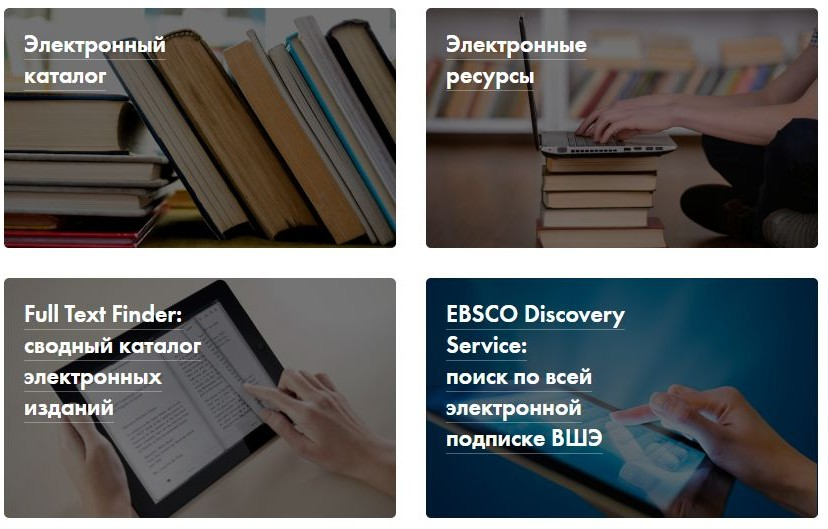 Электронный
каталог
Электронные
ресурсы
Full Text Finder:
сводный каталог
электронных
изданий
EBSCO Discovery
Service:
поиск по всей
электронной
подписке ВШЭ